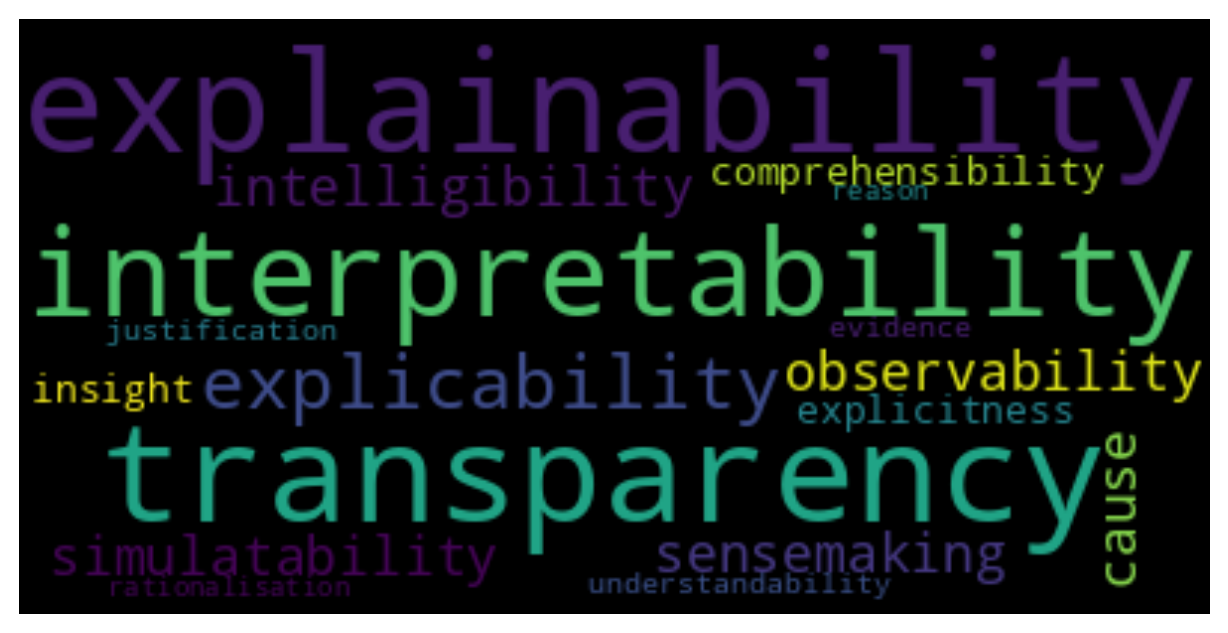 explainability
intelligibility
comprehensibility
reason
interpretability
justification
evidence
insight
explicability
observability
explicitness
transparency
cause
simulatability
sensemaking
rationalisation
understandability